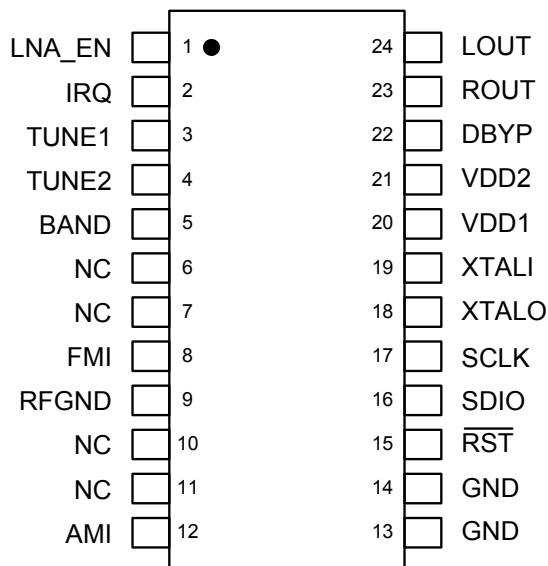 LNA_EN 1 24 LOUT
IRQ 2 23 ROUT
TUNE1 3 22 DBYP
TUNE2 4 21 VDD2
BAND 5 20 VDD1
NC 6 19 XTALI
NC 7 18 XTALO
FMI 8 17 SCLK
RFGND 9 16 SDIO
NC 10 15 RST
NC 11 14 GND
AMI 12 13 GND